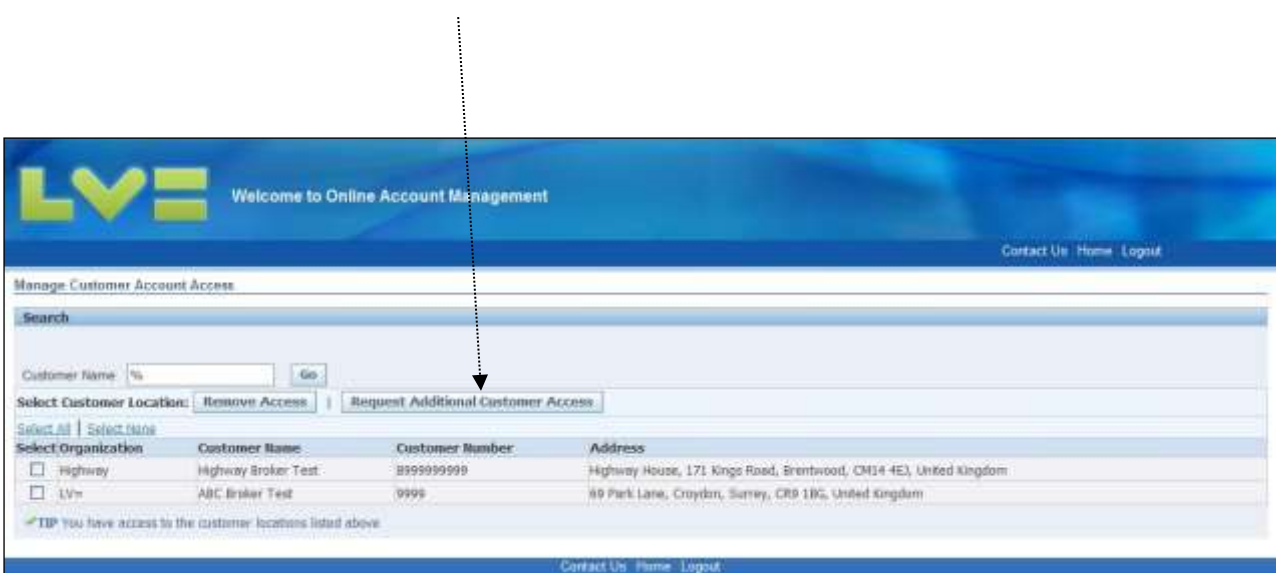 LV=
Welcome to Online Account Management
Contact Us Home Logout
Manage Customer Account Access
Search
Customer Name % Go
Select Customer Location: Remove Access | Request Additional Customer Access
Select All | Select None
Select Organization Customer Name Customer Number Address
Highway Highway Broker Test 8999999999 Highway House, 171 Kings Road, Brentwood, CM14 4EJ, United Kingdom
LV= ABC Broker Test 9999 69 Park Lane, Croydon, Surrey, CR9 1BG, United Kingdom
TIP You have access to the customer locations listed above
Contact Us Home Logout